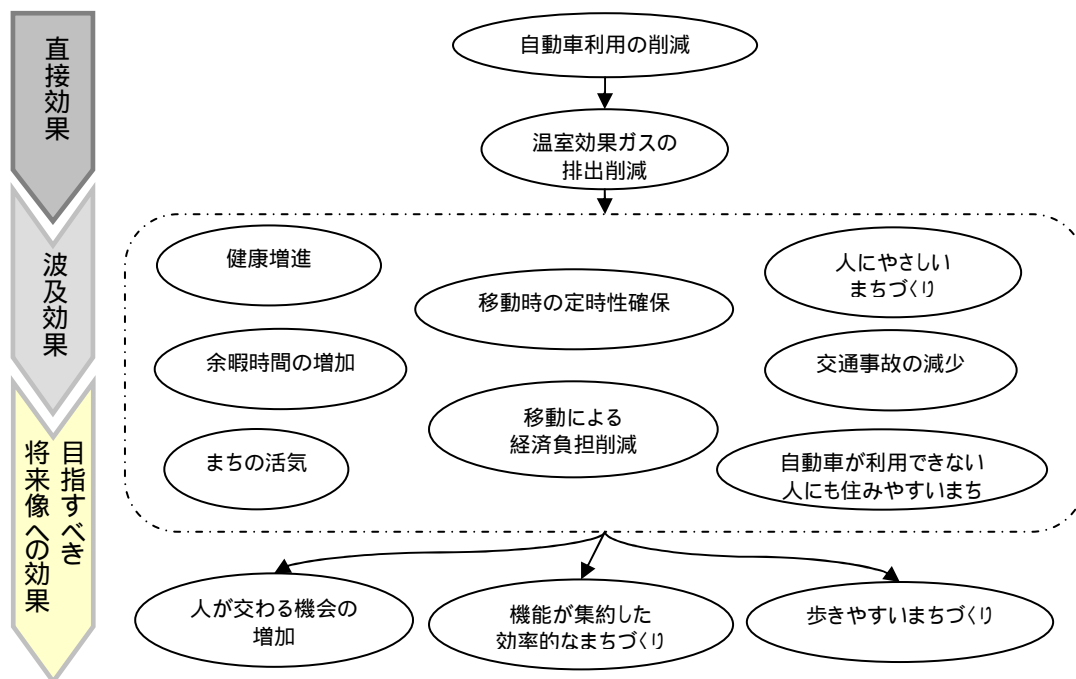 直接効果
自動車利用の削減
温室効果ガスの
排出削減
波及効果
健康増進
移動時の定時性確保
人にやさしい
まちづくり
余暇時間の増加
交通事故の減少
移動による
経済負担削減
まちの活気
自動車が利用できない
人にも住みやすいまち
目指すべき
将来像への効果
人が交わる機会の
増加
機能が集約した
効率的なまちづくり
歩きやすいまちづくり